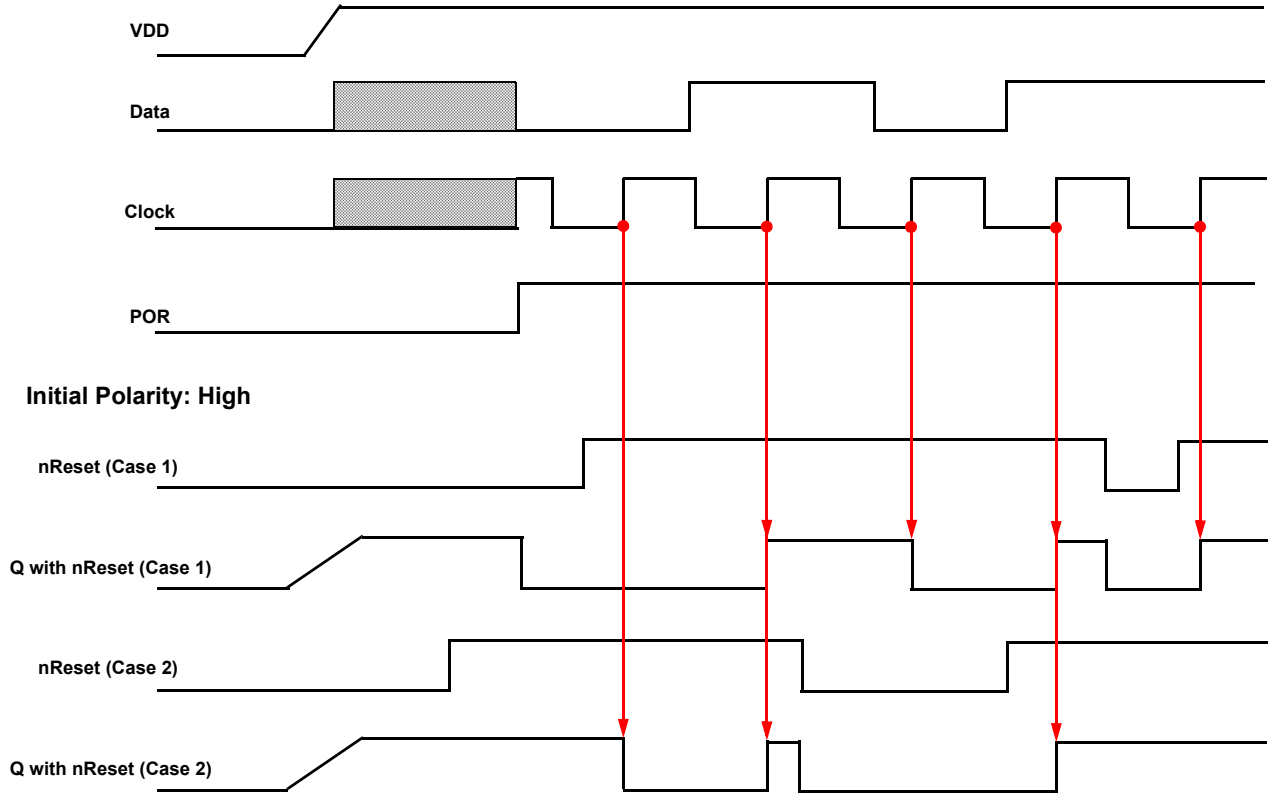 VDD
Data
Clock
POR
Initial Polarity: High
nReset (Case 1)
Q with nReset (Case 1)
nReset (Case 2)
Q with nReset (Case 2)